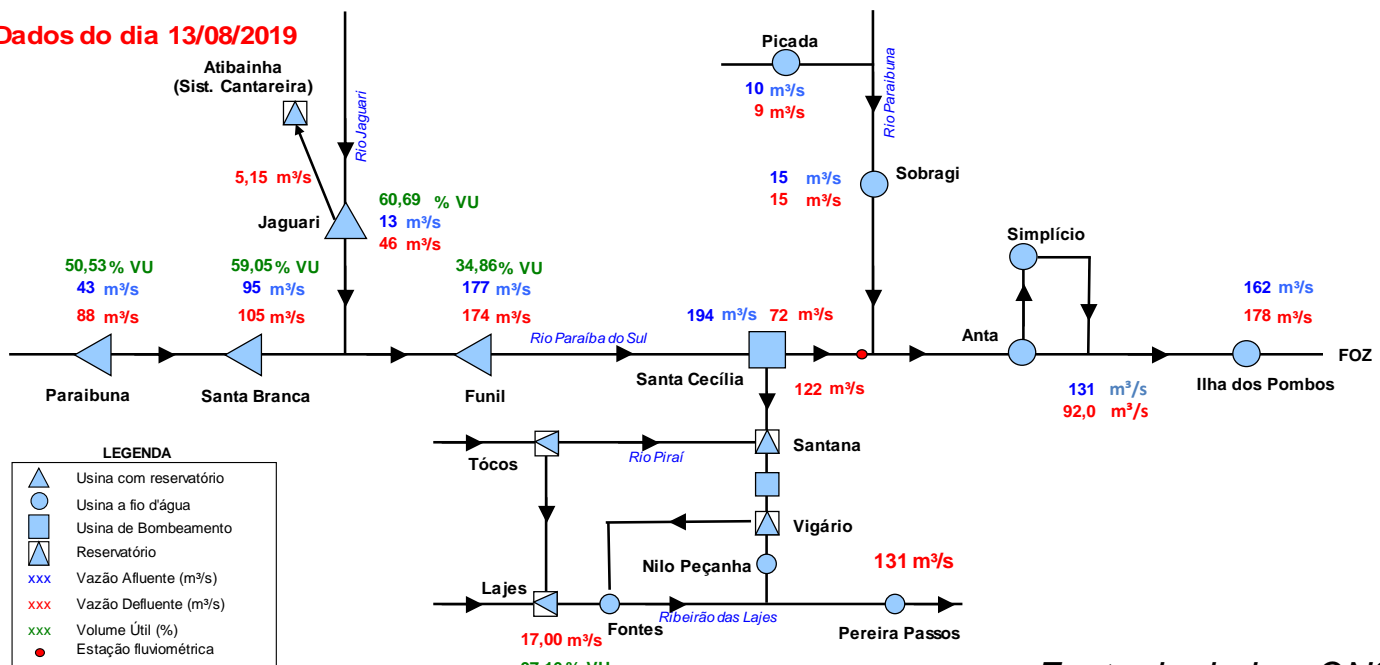 Dados do dia 13/08/2019
Atibainha
(Sist. Cantareira)
Rio Jaguari
5,15 m³/s
Jaguari
60,69 % VU
13 m³/s
46 m³/s
Picada
10 m³/s
9 m³/s
Rio Paraibuna
15 m³/s
15 m³/s
Sobragi
50,53% VU
43 m³/s
88 m³/s
Paraibuna
59,05% VU
95 m³/s
105 m³/s
Santa Branca
34,86% VU
177 m³/s
174 m³/s
Funil
Rio Paraíba do Sul
194 m³/s 72 m³/s
Santa Cecília
122 m³/s
Simplício
Anta
131 m³/s
92,0 m³/s
162 m³/s
178 m³/s
Ilha dos Pombos
FOZ
Tócos
Rio Piraí
Santana
Vigário
Nilo Peçanha
131 m³/s
Lajes
17,00 m³/s
Fontes
Ribeirão das Lajes
Pereira Passos
LEGENDA
Usina com reservatório
Usina a fio d'água
Usina de Bombeamento
Reservatório
xxx Vazão Afluente (m³/s)
xxx Vazão Defluente (m³/s)
xxx Volume Útil (%)
Estação fluviométrica